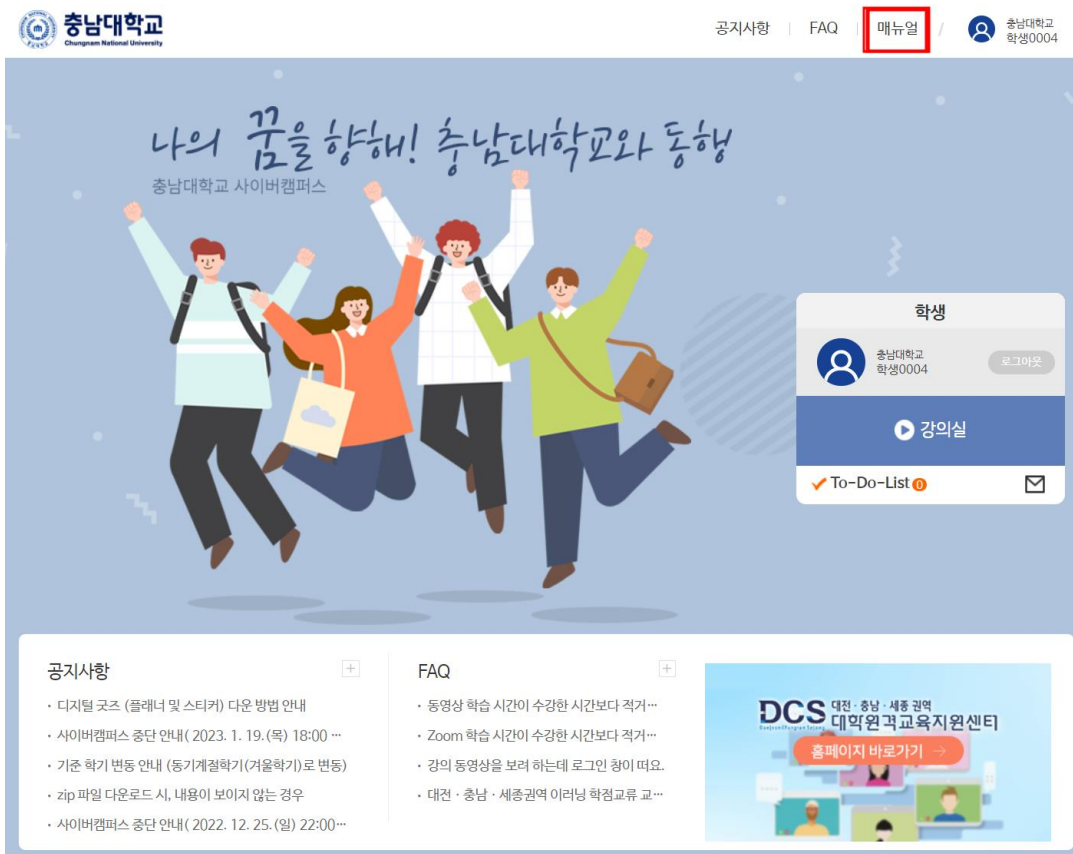 충남대학교
Chungnam National University
공지사항
FAQ
매뉴얼
충남대학교
학생0004
나의 꿈을 향해! 충남대학교와 동행
충남대학교 사이버캠퍼스
학생
충남대학교
학생0004
로그아웃
강의실
To-Do-List 0
공지사항
· 디지털 굿즈 (플래너 및 스티커) 다운 방법 안내
· 사이버캠퍼스 중단 안내( 2023. 1. 19.(목) 18:00 …
· 기준 학기 변동 안내 (동기계절학기(겨울학기)로 변동)
· zip 파일 다운로드 시, 내용이 보이지 않는 경우
· 사이버캠퍼스 중단 안내( 2022. 12. 25.(일) 22:00…
FAQ
· 동영상 학습 시간이 수강한 시간보다 적거…
· Zoom 학습 시간이 수강한 시간보다 적거…
· 강의 동영상을 보려 하는데 로그인 창이 떠요.
· 대전 · 충남 · 세종권역 이러닝 학점교류 교…
DCS 대전 · 충남 · 세종 권역
대학원격교육지원센터
홈페이지 바로가기 →